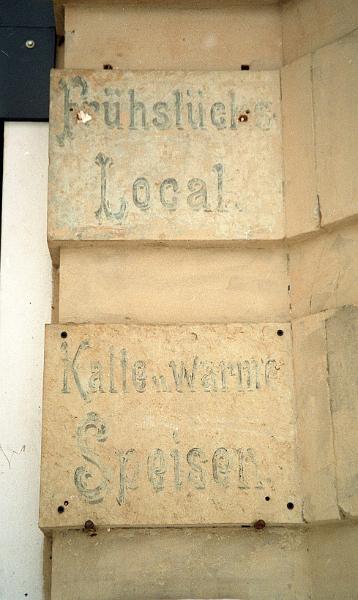 Frühstücks
Local.
Kalte u. warme
Speisen.